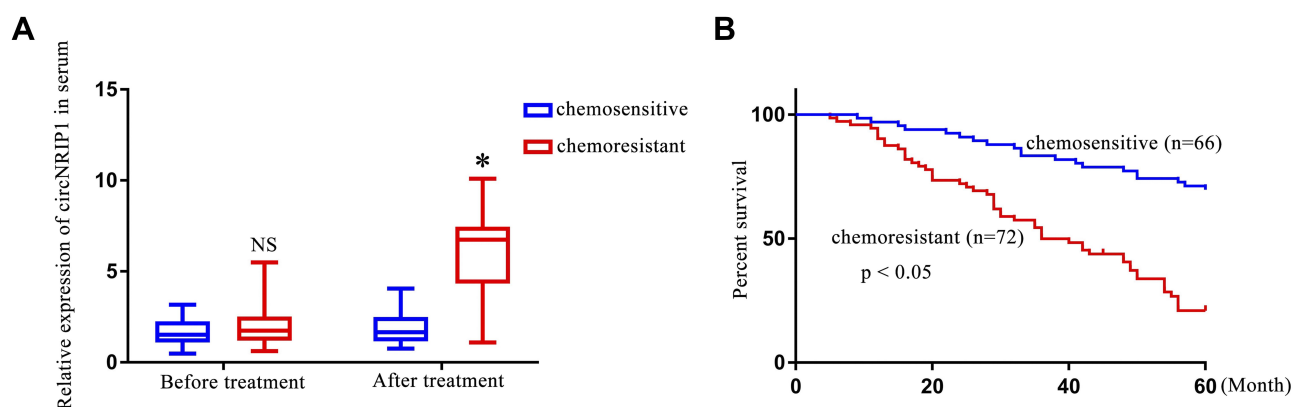 A
Relative expression of circNRIP1 in serum
15
10
5
0
NS
*
Before treatment
After treatment
chemosensitive
chemoresistant
B
Percent survival
100
50
0
chemosensitive (n=66)
chemoresistant (n=72)
p < 0.05
0 20 40 60 (Month)